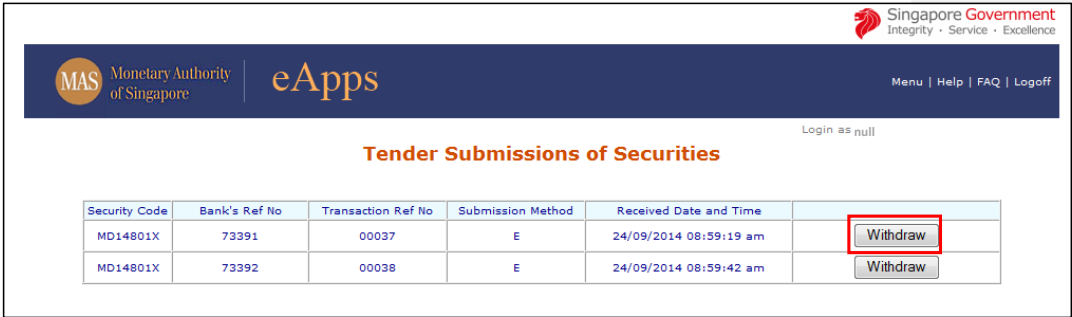 Singapore Government
Integrity · Service · Excellence
MAS Monetary Authority of Singapore eApps
Menu | Help | FAQ | Logoff
Login as null
Tender Submissions of Securities
Security Code Bank's Ref No Transaction Ref No Submission Method Received Date and Time
MD14801X 73391 00037 E 24/09/2014 08:59:19 am Withdraw
MD14801X 73392 00038 E 24/09/2014 08:59:42 am Withdraw